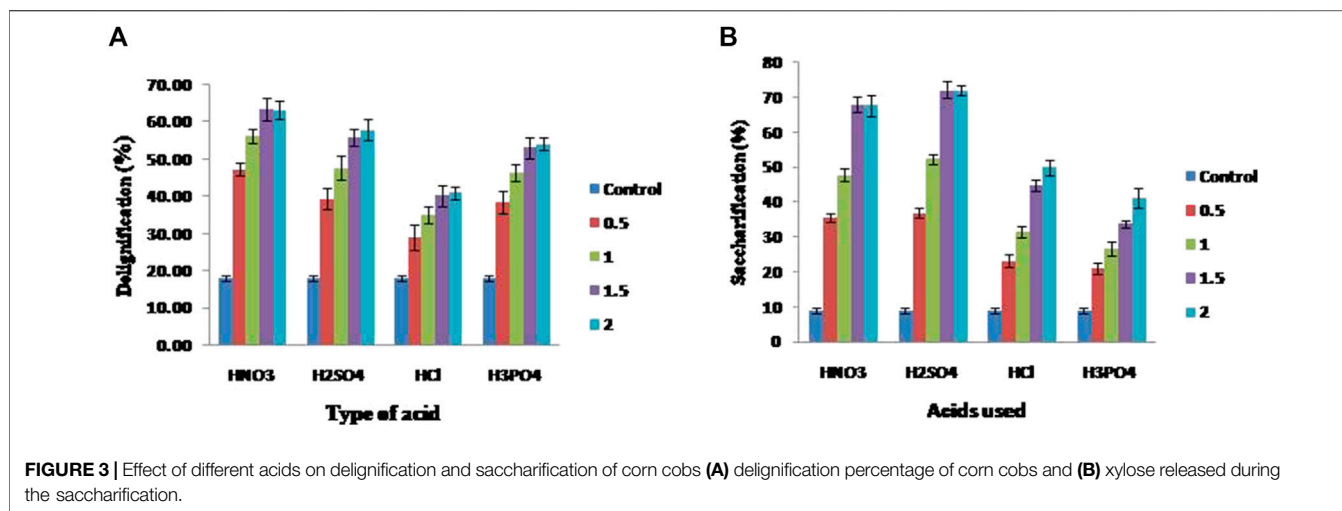 A
B
70.00
60.00
50.00
40.00
30.00
20.00
10.00
0.00
Delignification (%)
HNO3 H2SO4 HCl H3PO4
Type of acid
Control
0.5
1
1.5
2
80
70
60
50
40
30
20
10
0
Saccharification (%)
HNO3 H2SO4 HCl H3PO4
Acids used
Control
0.5
1
1.5
2
FIGURE 3 | Effect of different acids on delignification and saccharification of corn cobs (A) delignification percentage of corn cobs and (B) xylose released during
the saccharification.